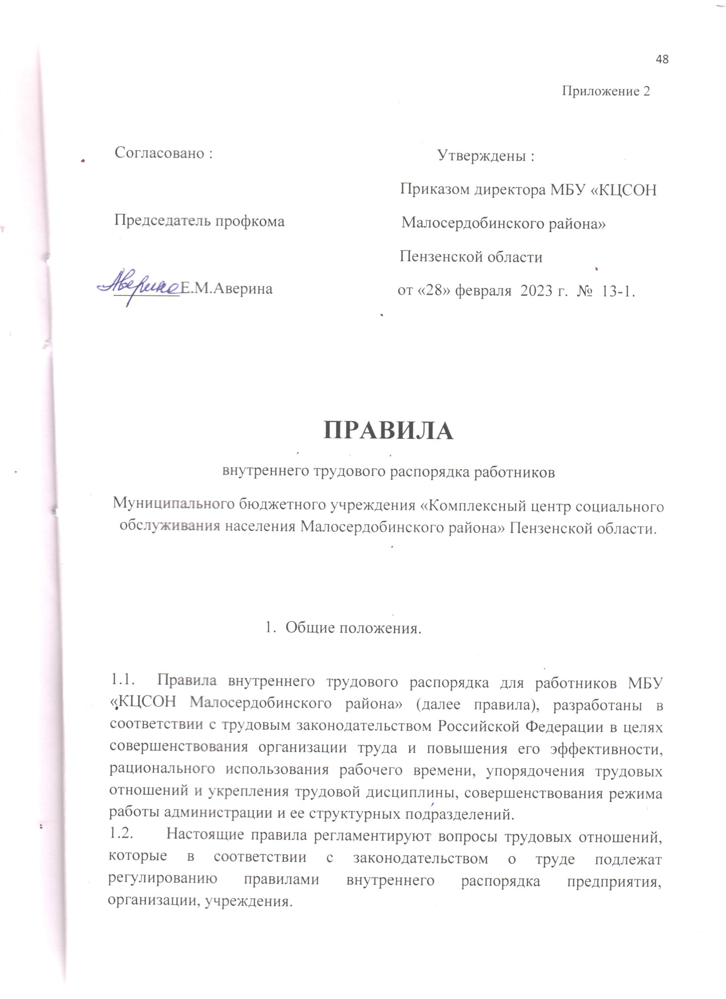 48
Приложение 2
Согласовано :
Утверждены :
Приказом директора МБУ «КЦСОН
Председатель профкома
Малосердобинского района»
Пензенской области
Аверина Е.М.Аверина
от «28» февраля 2023 г. № 13-1.
ПРАВИЛА
внутреннего трудового распорядка работников
Муниципального бюджетного учреждения «Комплексный центр социального
обслуживания населения Малосердобинского района» Пензенской области.
1. Общие положения.
1.1. Правила внутреннего трудового распорядка для работников МБУ
«КЦСОН Малосердобинского района» (далее правила), разработаны в
соответствии с трудовым законодательством Российской Федерации в целях
совершенствования организации труда и повышения его эффективности,
рационального использования рабочего времени, упорядочения трудовых
отношений и укрепления трудовой дисциплины, совершенствования режима
работы администрации и ее структурных подразделений.
1.2. Настоящие правила регламентируют вопросы трудовых отношений,
которые в соответствии с законодательством о труде подлежат
регулированию правилами внутреннего распорядка предприятия,
организации, учреждения.